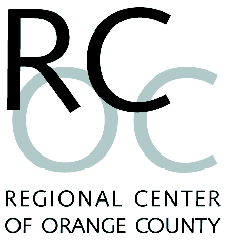 RC
OC
REGIONAL CENTER
OF ORANGE COUNTY